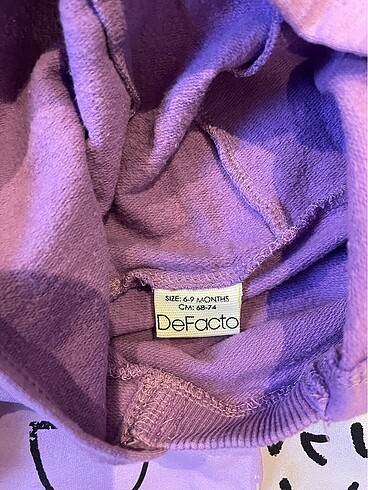 SIZE: 6-9 MONTHS
CM: 68-74
DeFacto